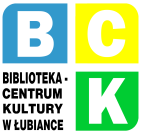 B C
BIBLIOTEKA -
CENTRUM
KULTURY
W ŁUBIANCE
K